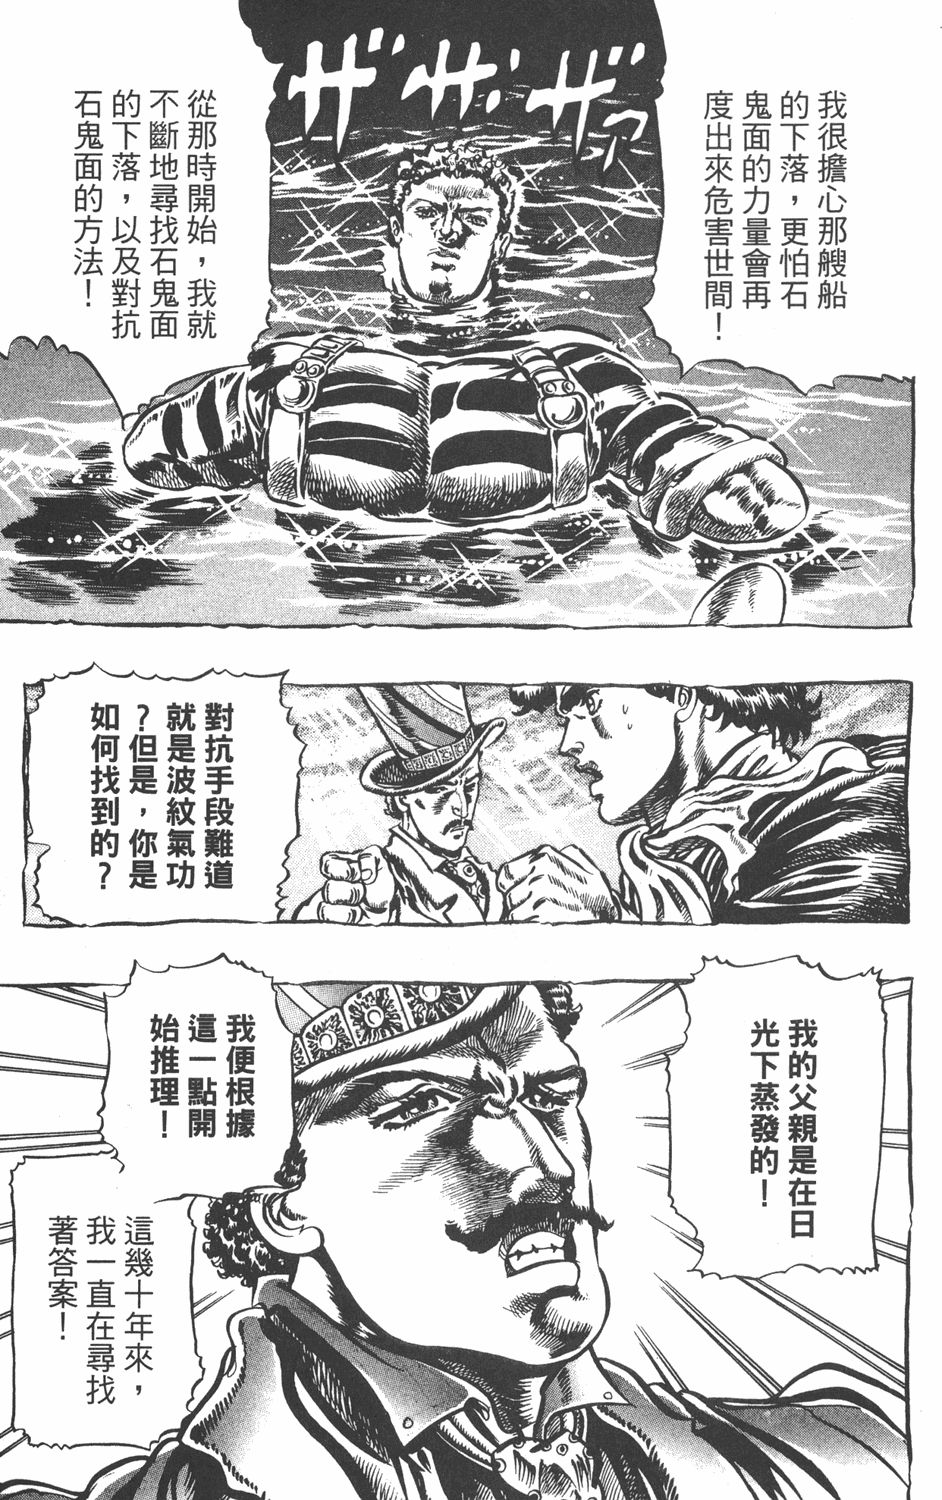 我很擔心那艘船
的下落，更怕石
鬼面的力量會再
度出來危害世間！
ザザザァ
從那時開始，我就
不斷地尋找石鬼面
的下落，以及對抗
石鬼面的方法！
對抗手段難道
就是波紋氣功
？但是，你是
如何找到的？
我的父親是在日
光下蒸發的！
我便根據
這一點開
始推理！
這幾十年來，
我一直在尋找
著答案！